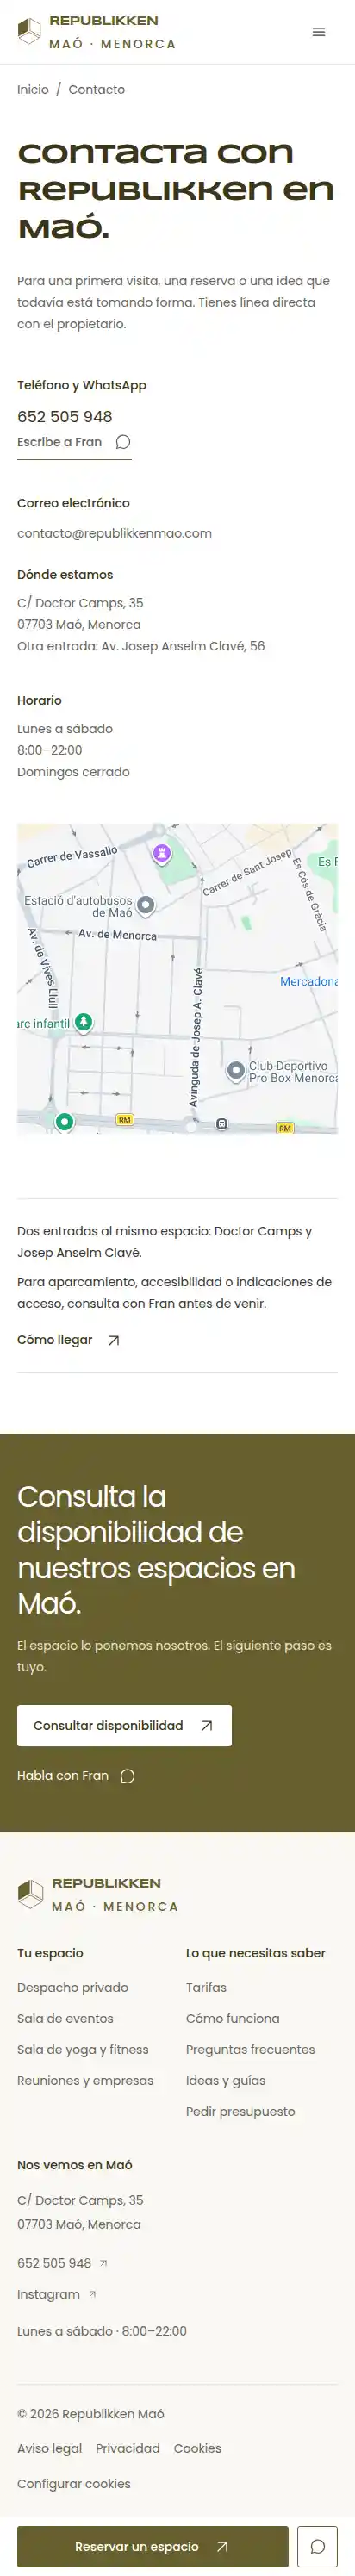 REPUBLIKKEN
MAÓ · MENORCA
Inicio / Contacto
Contacta con
Republikken en
Maó.
Para una primera visita, una reserva o una idea que
todavía está tomando forma. Tienes línea directa
con el propietario.
Teléfono y WhatsApp
652 505 948
Escribe a Fran
Correo electrónico
contacto@republikkenmao.com
Dónde estamos
C/ Doctor Camps, 35
07703 Maó, Menorca
Otra entrada: Av. Josep Anselm Clavé, 56
Horario
Lunes a sábado
8:00–22:00
Domingos cerrado
Carrer de Vassallo
Carrer de Sant Josep
Es Cós de Gràcia
Estació d'autobusos
de Maó
Av. de Menorca
Av. de Vives Llull
Mercadona
arc infantil
Avinguda de Josep A. Clavé
Club Deportivo
Pro Box Menorca
RM
RM
Dos entradas al mismo espacio: Doctor Camps y
Josep Anselm Clavé.
Para aparcamiento, accesibilidad o indicaciones de
acceso, consulta con Fran antes de venir.
Cómo llegar
Consulta la
disponibilidad de
nuestros espacios en
Maó.
El espacio lo ponemos nosotros. El siguiente paso es
tuyo.
Consultar disponibilidad
Habla con Fran
REPUBLIKKEN
MAÓ · MENORCA
Tu espacio
Despacho privado
Sala de eventos
Sala de yoga y fitness
Reuniones y empresas
Lo que necesitas saber
Tarifas
Cómo funciona
Preguntas frecuentes
Ideas y guías
Pedir presupuesto
Nos vemos en Maó
C/ Doctor Camps, 35
07703 Maó, Menorca
652 505 948
Instagram
Lunes a sábado · 8:00–22:00
© 2026 Republikken Maó
Aviso legal Privacidad Cookies
Configurar cookies
Reservar un espacio